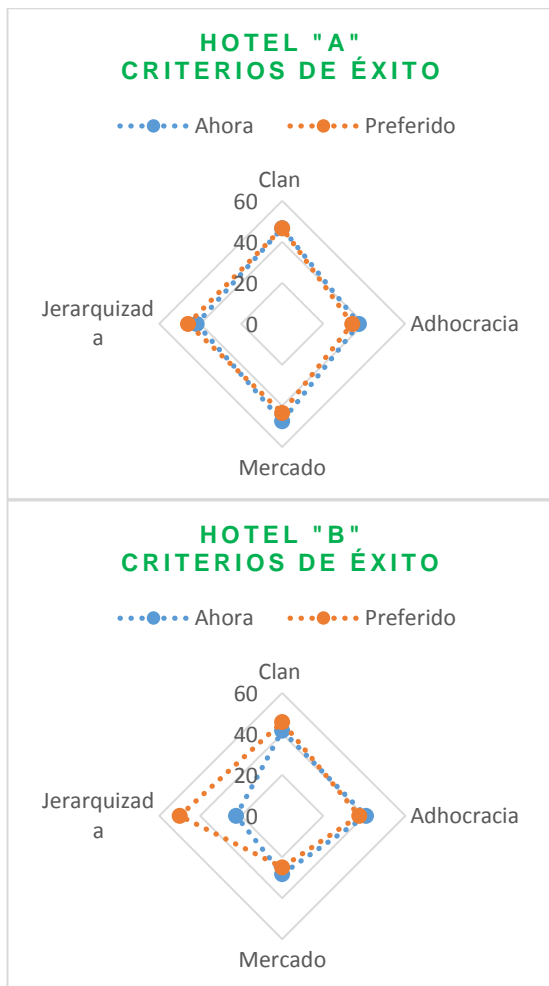 HOTEL "A"
CRITERIOS DE ÉXITO
Ahora Preferido
Clan
60
40
20
0
Jerarquizad
a
Adhocracia
Mercado
HOTEL "B"
CRITERIOS DE ÉXITO
Ahora Preferido
Clan
60
40
20
0
Jerarquizad
a
Adhocracia
Mercado